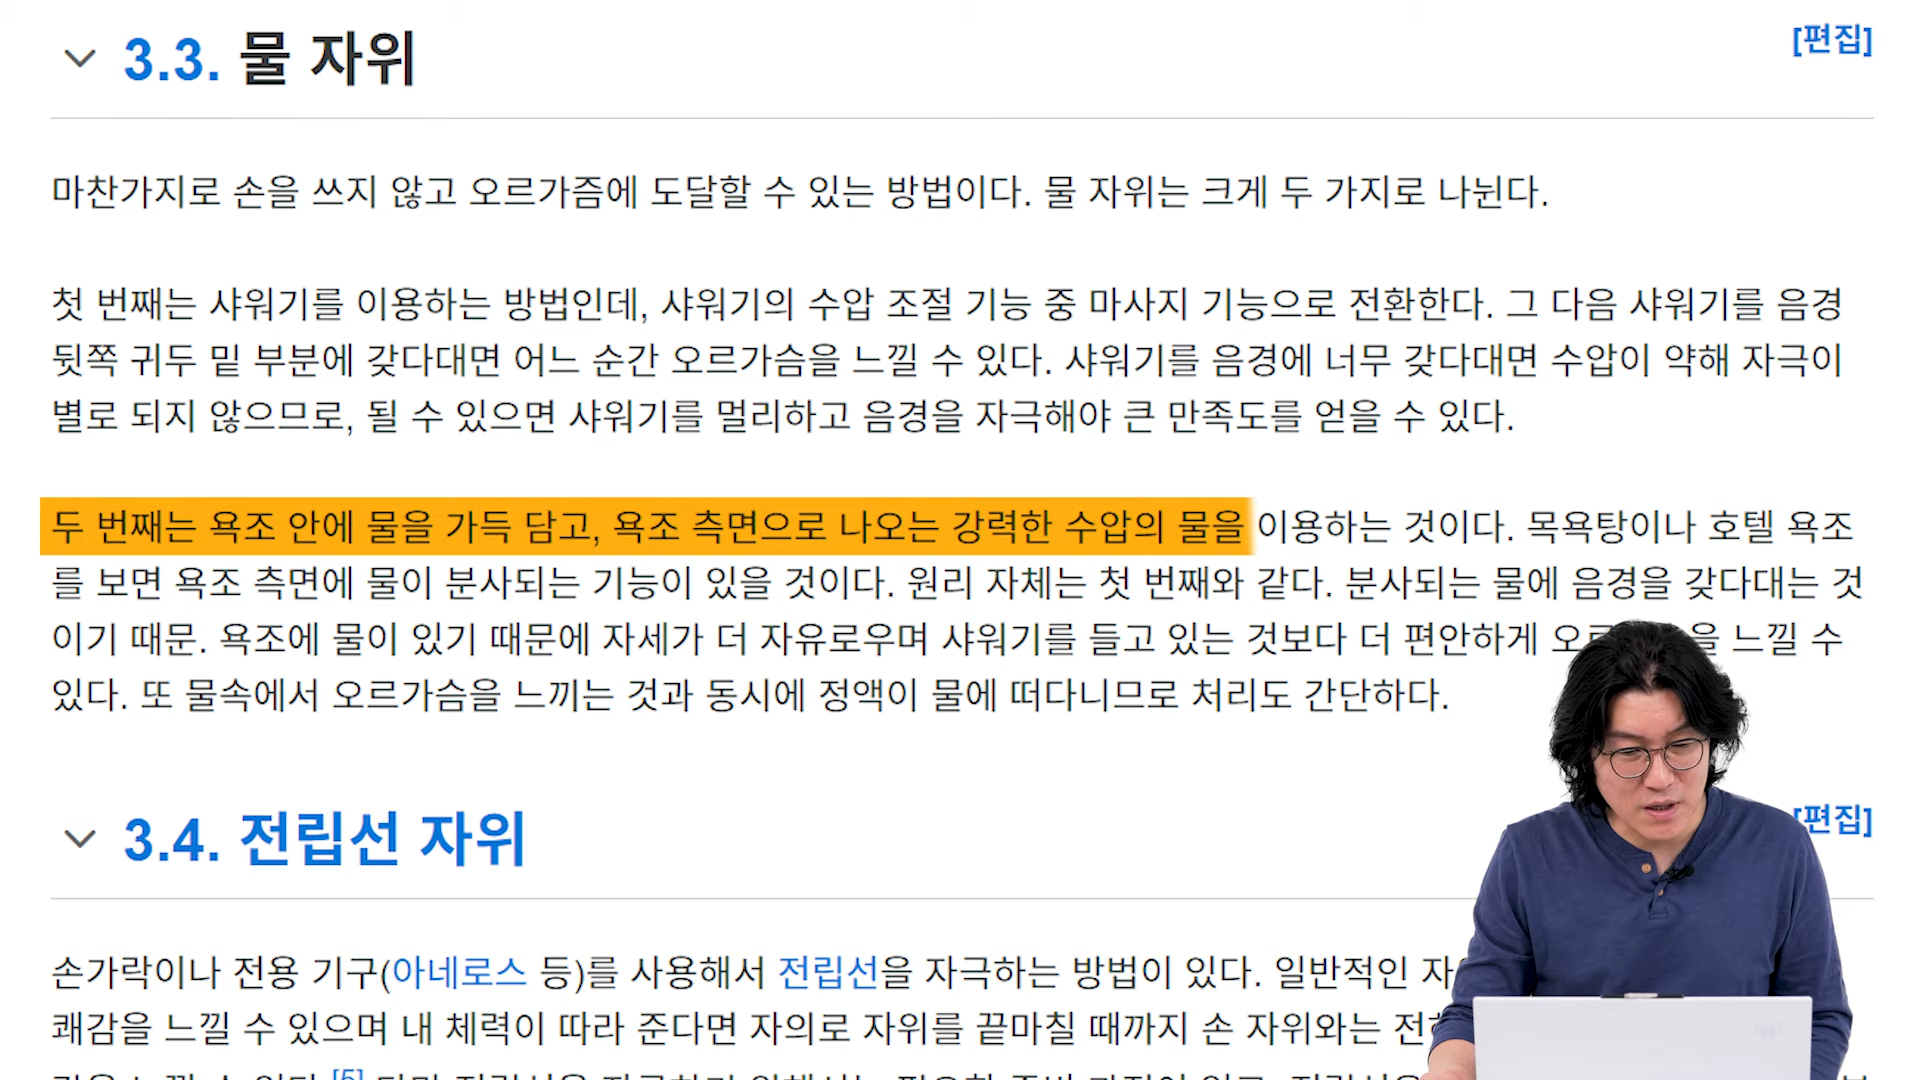 3.3. 물 자위
[편집]
마찬가지로 손을 쓰지 않고 오르가즘에 도달할 수 있는 방법이다. 물 자위는 크게 두 가지로 나뉜다.
첫 번째는 샤워기를 이용하는 방법인데, 샤워기의 수압 조절 기능 중 마사지 기능으로 전환한다. 그 다음 샤워기를 음경
뒷쪽 귀두 밑 부분에 갖다대면 어느 순간 오르가슴을 느낄 수 있다. 샤워기를 음경에 너무 갖다대면 수압이 약해 자극이
별로 되지 않으므로, 될 수 있으면 샤워기를 멀리하고 음경을 자극해야 큰 만족도를 얻을 수 있다.
두 번째는 욕조 안에 물을 가득 담고, 욕조 측면으로 나오는 강력한 수압의 물을 이용하는 것이다. 목욕탕이나 호텔 욕조
를 보면 욕조 측면에 물이 분사되는 기능이 있을 것이다. 원리 자체는 첫 번째와 같다. 분사되는 물에 음경을 갖다대는 것
이기 때문. 욕조에 물이 있기 때문에 자세가 더 자유로우며 샤워기를 들고 있는 것보다 더 편안하게 느낄 수
있다. 또 물속에서 오르가슴을 느끼는 것과 동시에 정액이 물에 떠다니므로 처리도 간단하다.
3.4. 전립선 자위
[편집]
손가락이나 전용 기구(아네로스 등)를 사용해서 전립선을 자극하는 방법이 있다. 일반적인
쾌감을 느낄 수 있으며 내 체력이 따라 준다면 자의로 자위를 끝마칠 때까지 손 자위와는
[5]